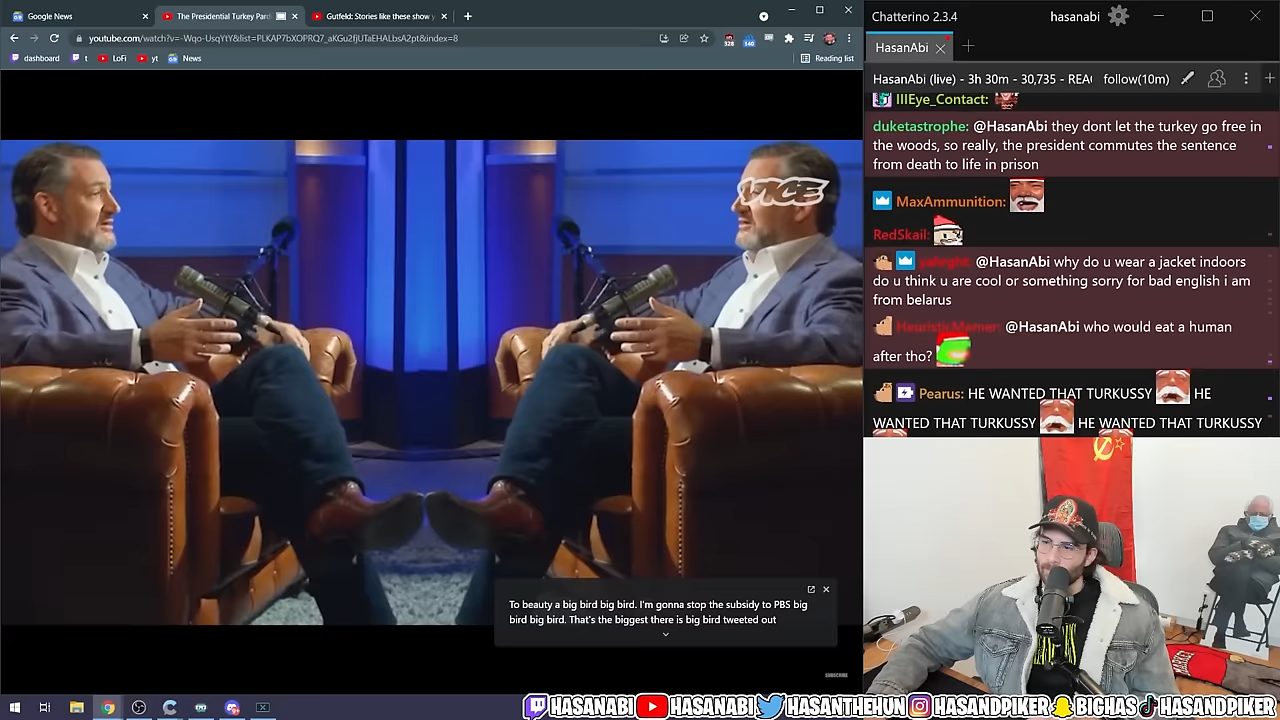 Google News
The Presidential Turkey Pard
Gutfeld: Stories like these show y
youtube.com/watch?v=-Wqo-UsqYtY&list=PLKAP7bXOPRQ7_aKGu2fJUTaEHALbsA2pt&index=8
328
140
dashboard
t
LoFi
yt
News
Reading list
VICE
To beauty a big bird big bird. I'm gonna stop the subsidy to PBS big
bird big bird. That's the biggest there is big bird tweeted out
SUBSCRIBE
Chatterino 2.3.4
hasanabi
HasanAbi
HasanAbi (live) - 3h 30m - 30,735 - REA
follow(10m)
IIIEye_Contact:
duketastrophe: @HasanAbi they dont let the turkey go free in
the woods, so really, the president commutes the sentence
from death to life in prison
MaxAmmunition:
RedSkail:
@HasanAbi why do u wear a jacket indoors
do u think u are cool or something sorry for bad english i am
from belarus
HeuristicMemer: @HasanAbi who would eat a human
after tho?
Pearus: HE WANTED THAT TURKUSSY HE
WANTED THAT TURKUSSY HE WANTED THAT TURKUSSY
HASANABI HASANABI HASANTHEHUN HASANDPIKER BIGHAS HASANDPIKER